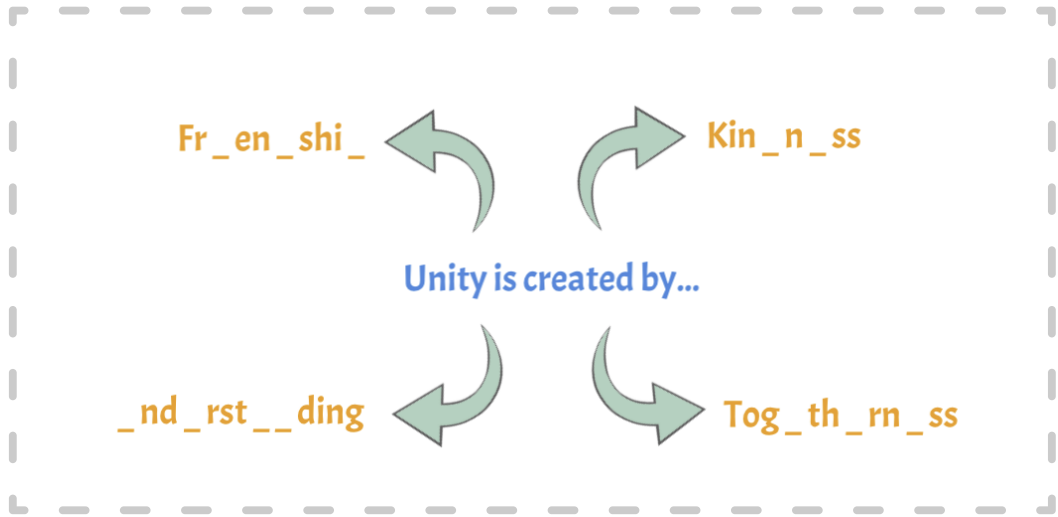 Fr_en_shi_
Kin_n_ss
Unity is created by...
_nd_rst__ding
Tog_th_rn_ss